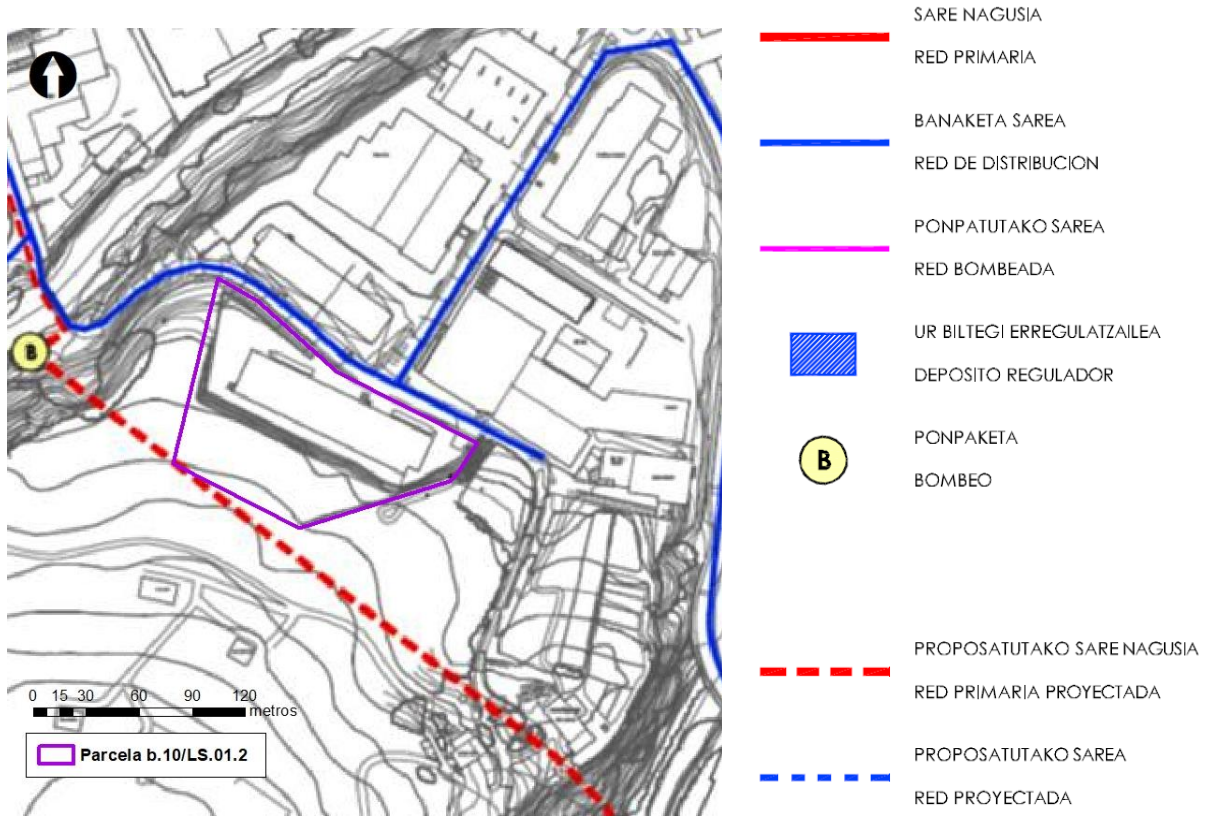 B
0 15 30 60 90 120
metros
Parcela b.10/LS.01.2
SARE NAGUSIA
RED PRIMARIA
BANAKETA SAREA
RED DE DISTRIBUCION
PONPATUTAKO SAREA
RED BOMBEADA
UR BILTEGI ERREGULATZAILEA
DEPOSITO REGULADOR
B
PONPAKETA
BOMBEO
PROPOSATUTAKO SARE NAGUSIA
RED PRIMARIA PROYECTADA
PROPOSATUTAKO SAREA
RED PROYECTADA